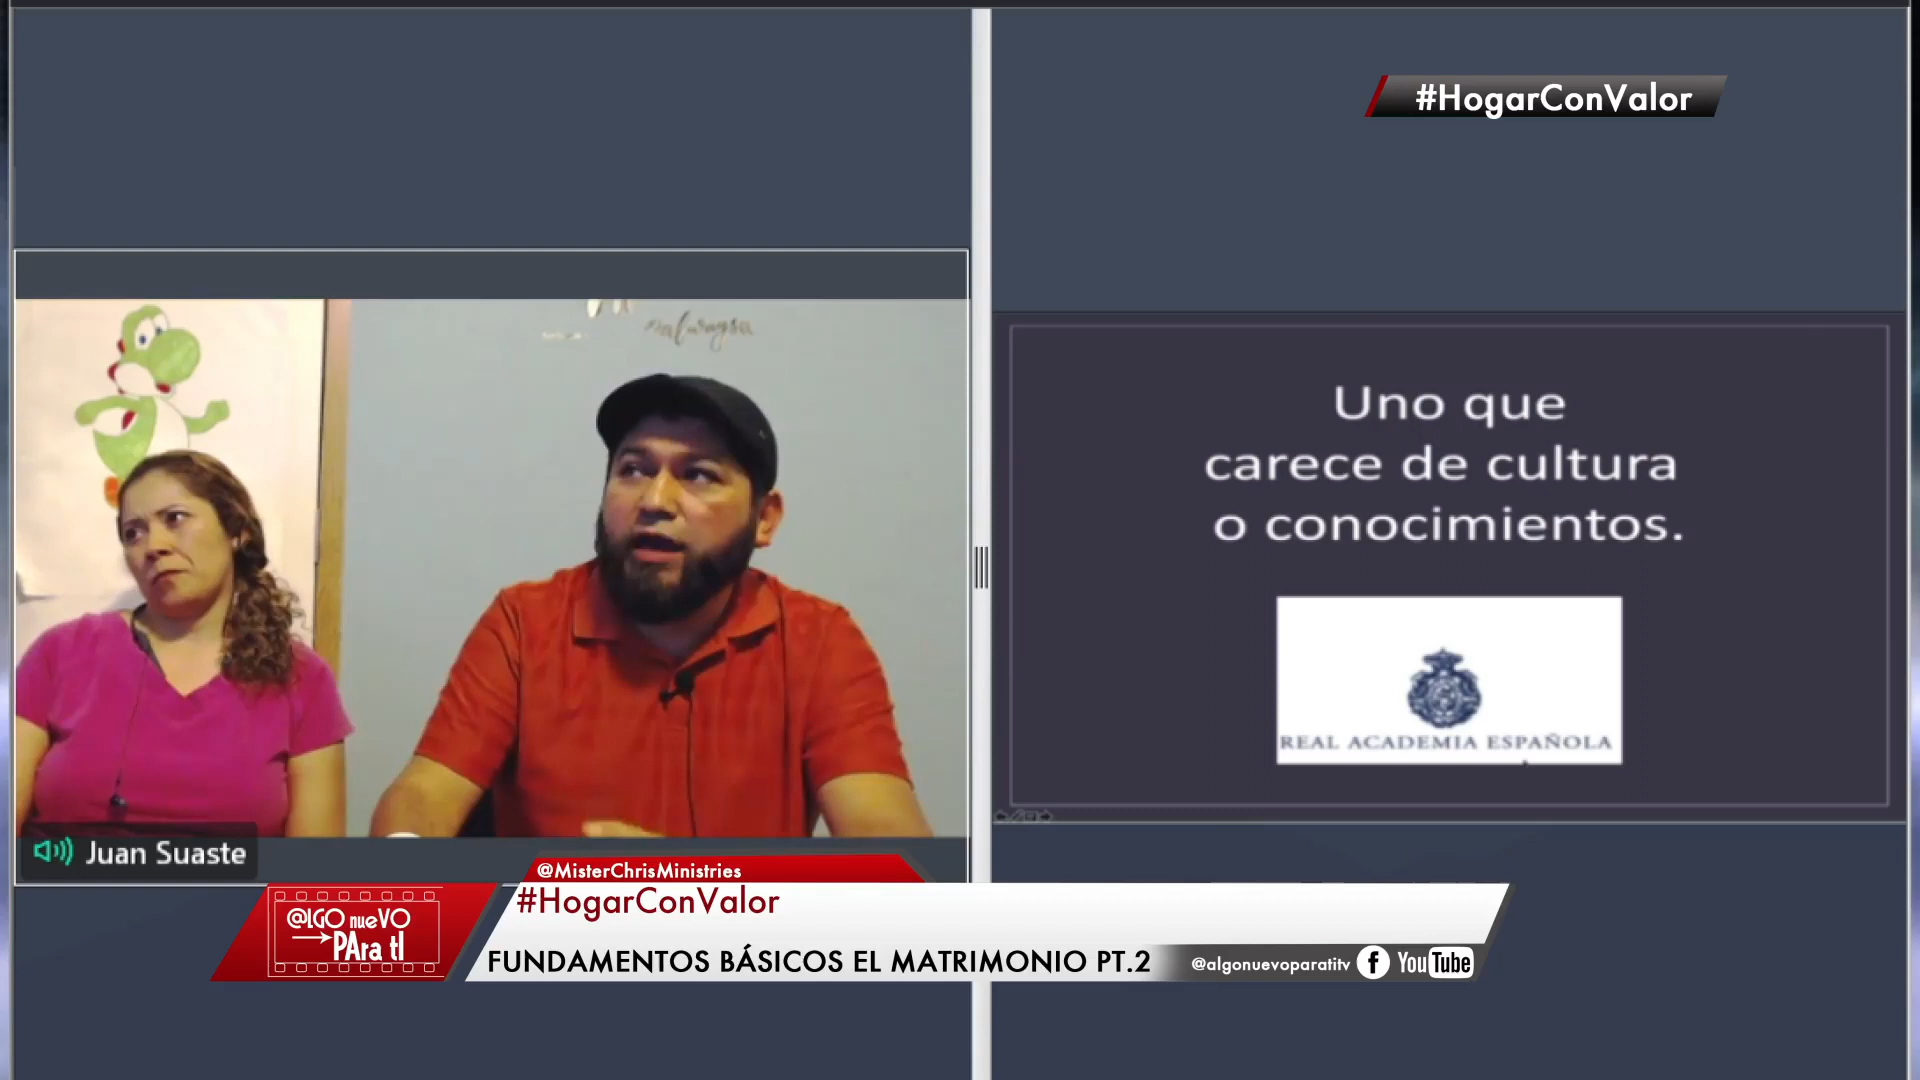 #HogarConValor
Uno que
carece de cultura
o conocimientos.
REAL ACADEMIA ESPAÑOLA
Juan Suaste
@MisterChrisMinistries
#HogarConValor
@LGO nueVO
PAra tI
FUNDAMENTOS BÁSICOS EL MATRIMONIO PT.2
@algonuevoparatitv f YouTube